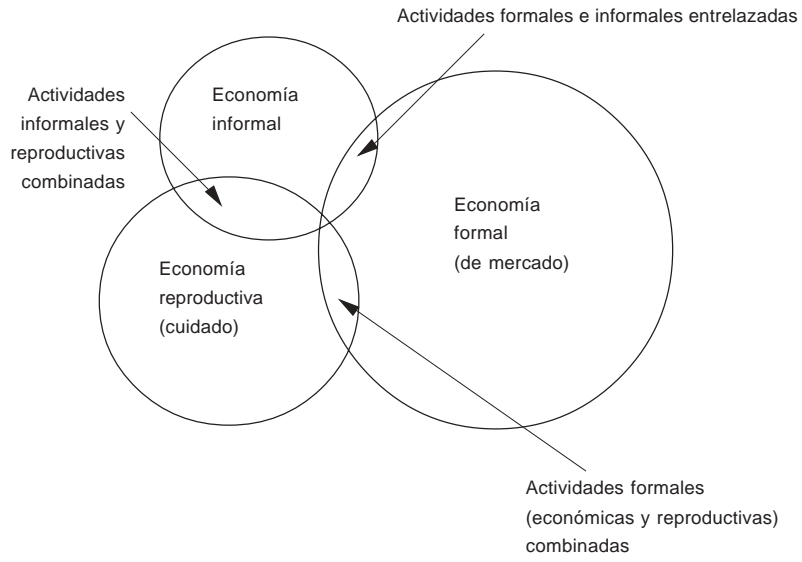 Actividades formales e informales entrelazadas
Actividades
informales y
reproductivas
combinadas
Economía
informal
Economía
formal
(de mercado)
Economía
reproductiva
(cuidado)
Actividades formales
(económicas y reproductivas)
combinadas